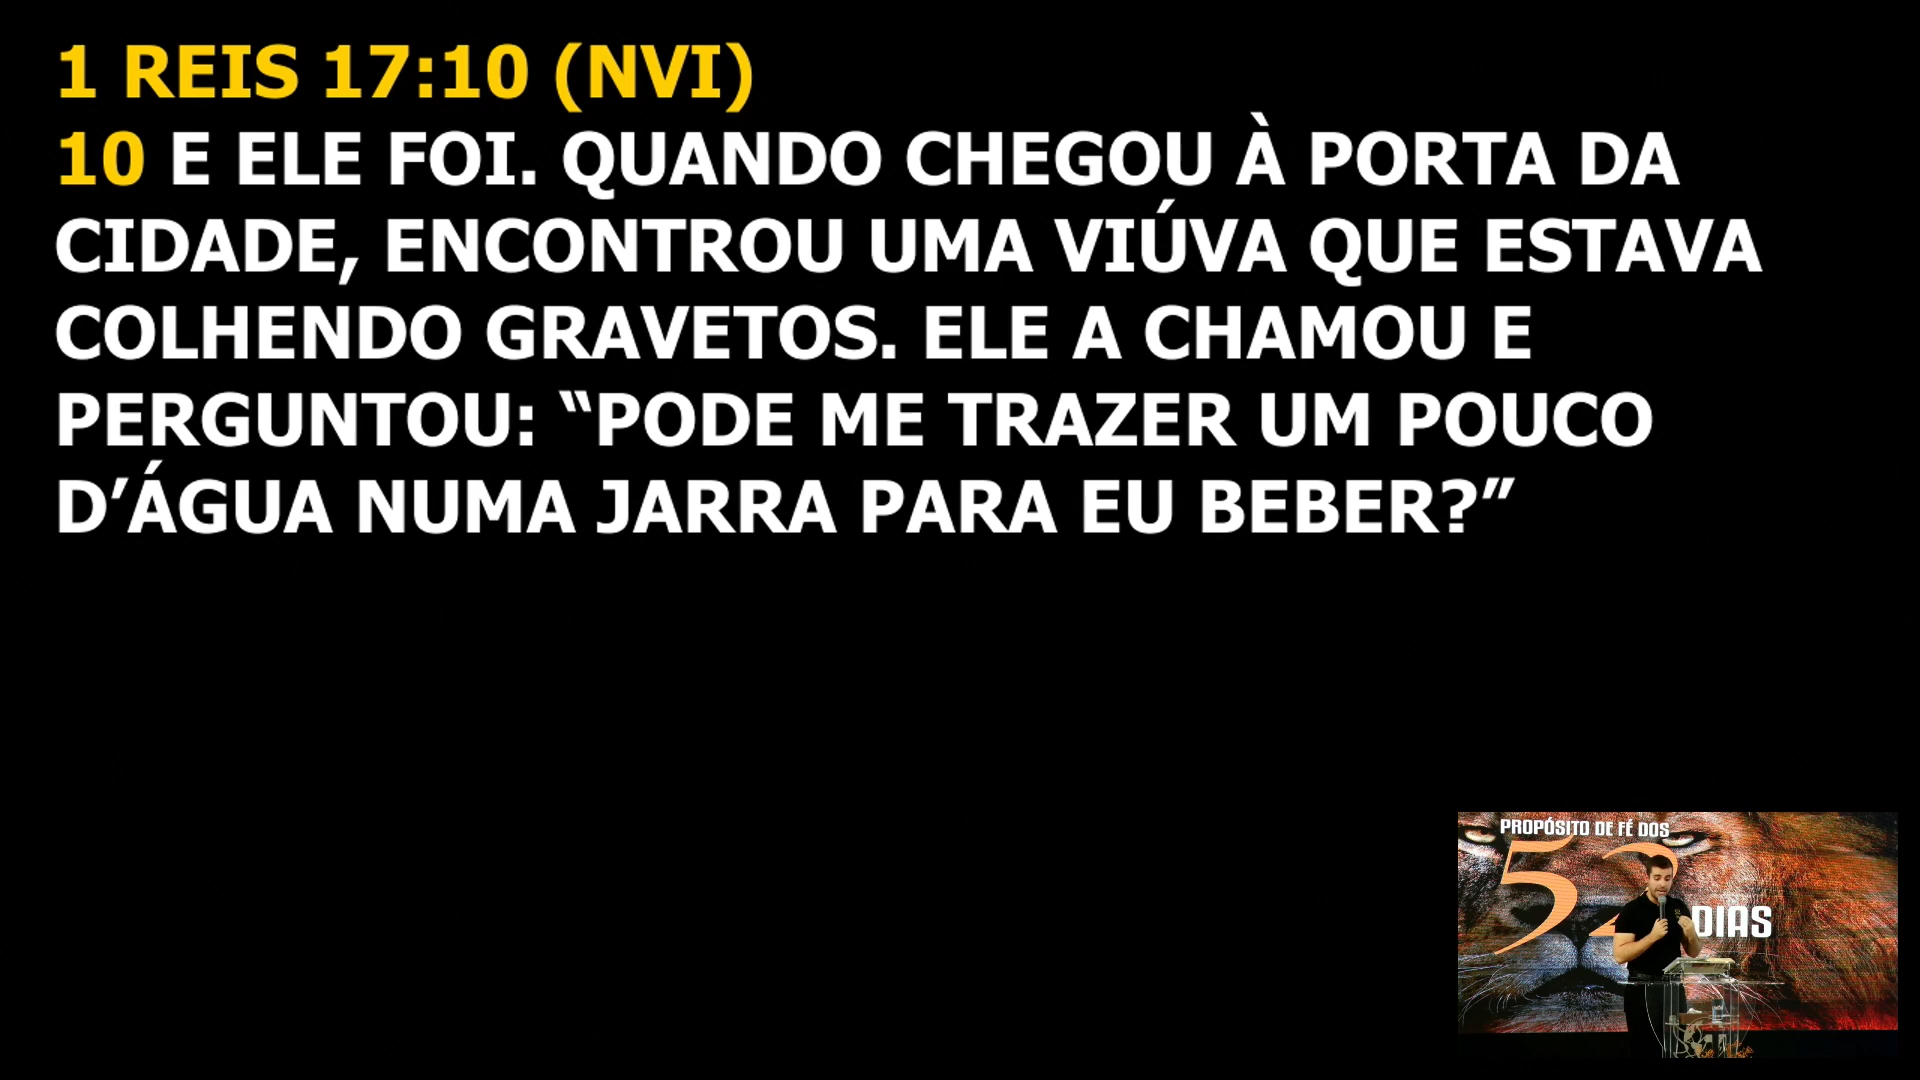 1 REIS 17:10 (NVI)
10 E ELE FOI. QUANDO CHEGOU À PORTA DA
CIDADE, ENCONTROU UMA VIÚVA QUE ESTAVA
COLHENDO GRAVETOS. ELE A CHAMOU E
PERGUNTOU: “PODE ME TRAZER UM POUCO
D’ÁGUA NUMA JARRA PARA EU BEBER?”
PROPÓSITO DE FÉ DOS
52
DIAS